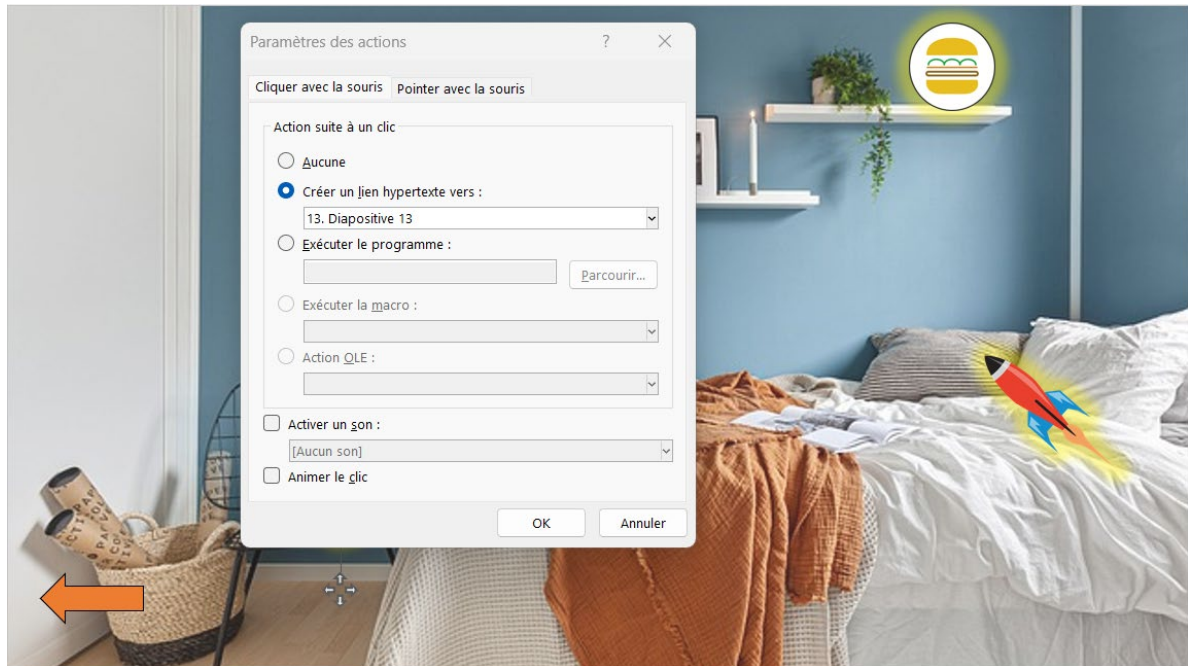 Paramètres des actions
?
Cliquer avec la souris
Pointer avec la souris
Action suite à un clic
Aucune
Créer un lien hypertexte vers :
13. Diapositive 13
Exécuter le programme :
Parcourir...
Exécuter la macro :
Action OLE :
Activer un son :
[Aucun son]
Animer le clic
OK
Annuler